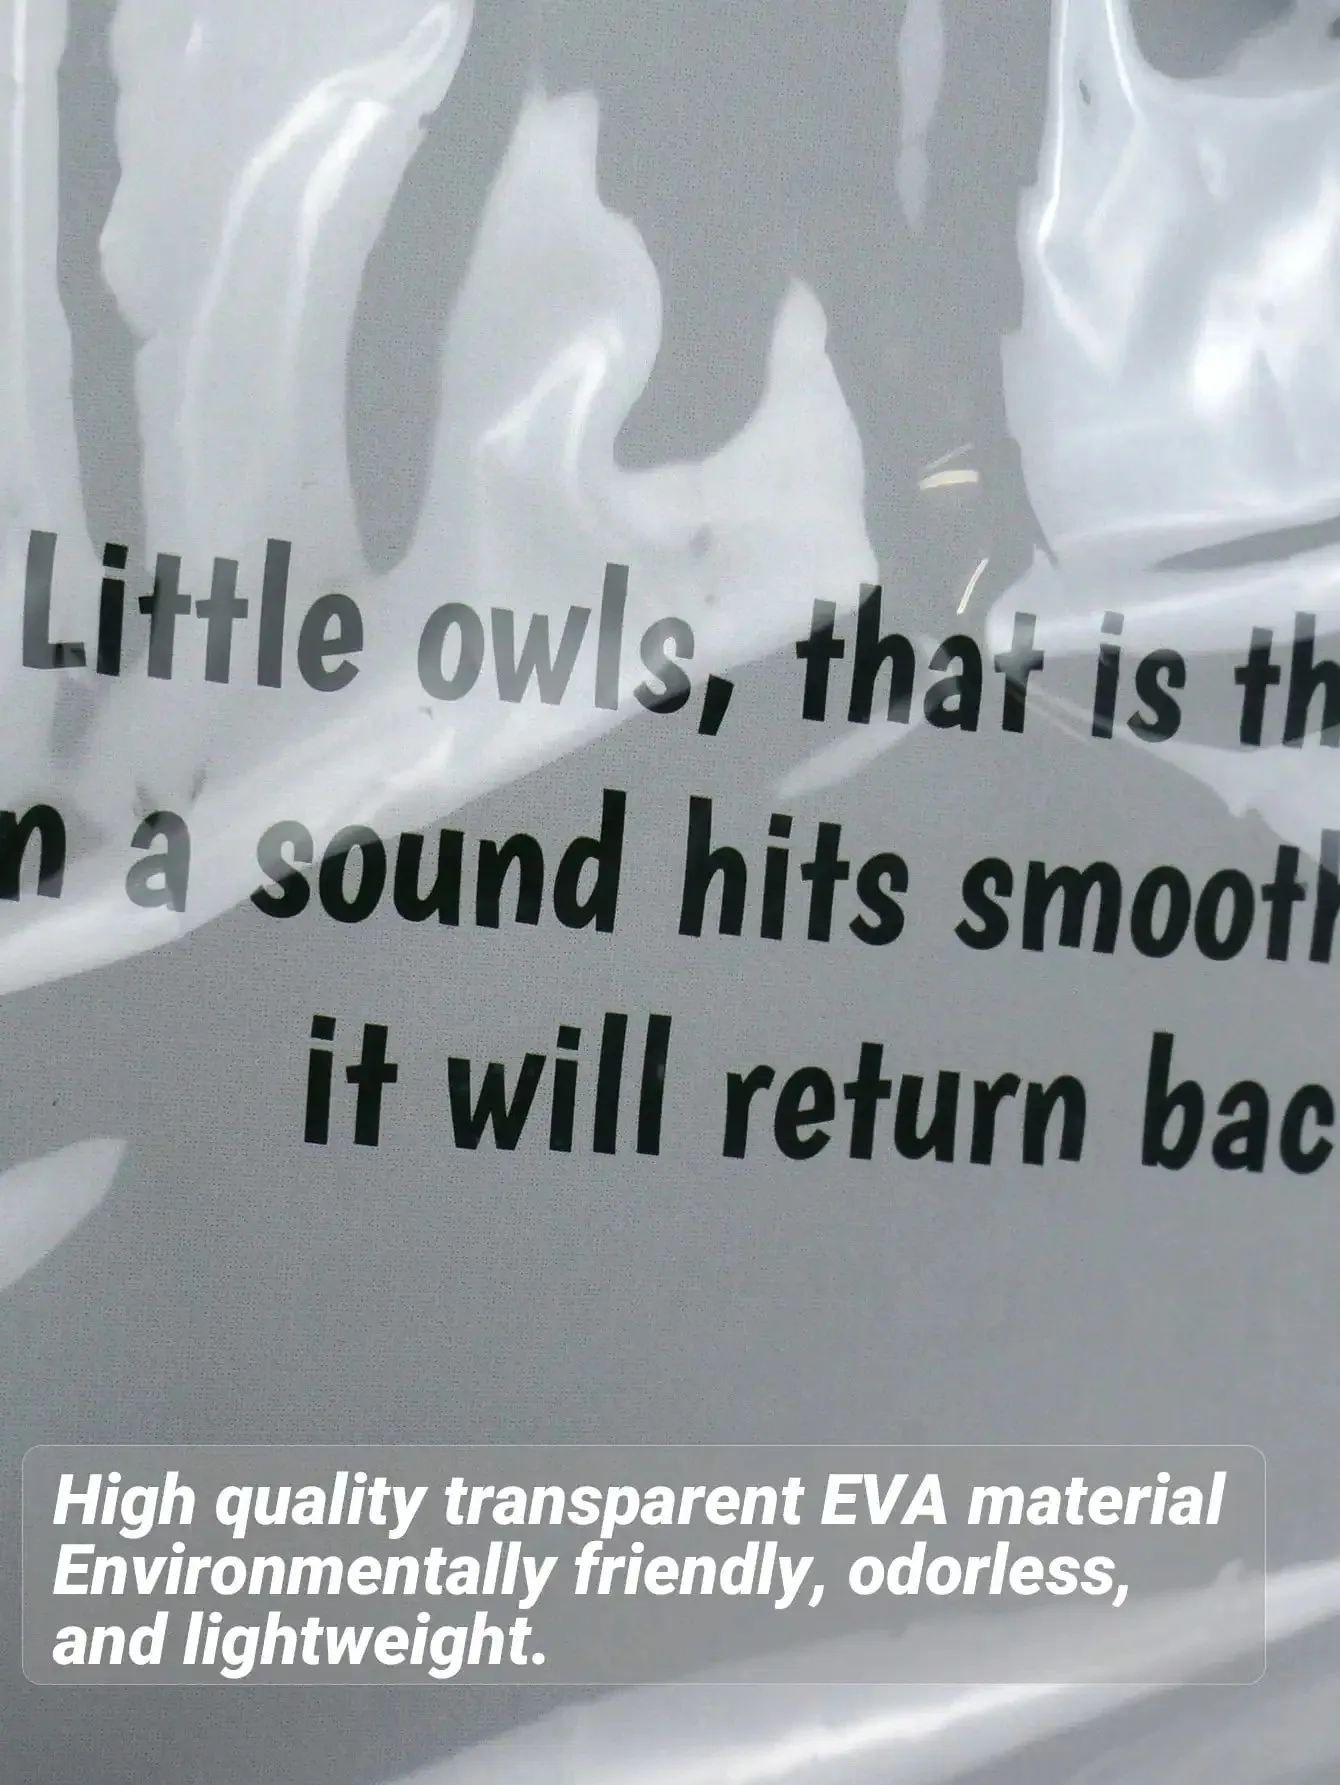 Little owls, that is th
n a sound hits smooth
it will return bac
High quality transparent EVA material
Environmentally friendly, odorless,
and lightweight.